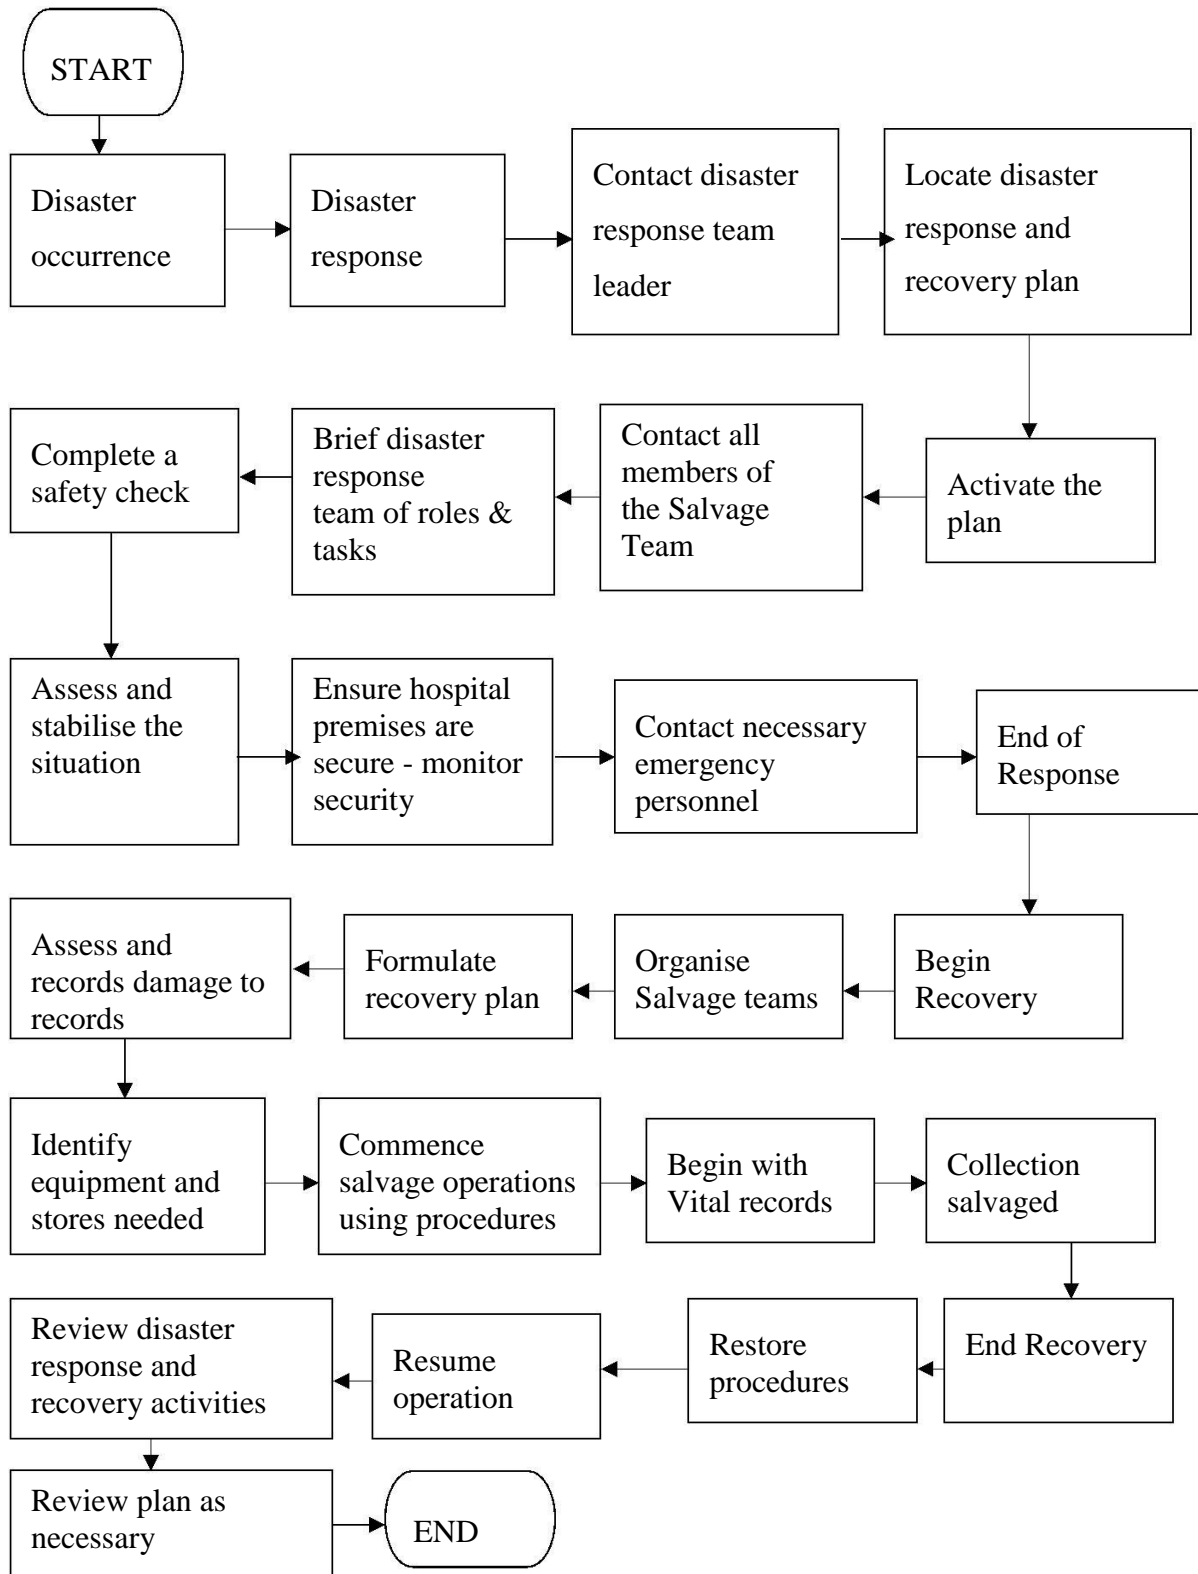 START
Disaster
occurrence
Disaster
response
Contact disaster
response team
leader
Locate disaster
response and
recovery plan
Activate the
plan
Contact all
members of
the Salvage
Team
Brief disaster
response
team of roles &
tasks
Complete a
safety check
Assess and
stabilise the
situation
Ensure hospital
premises are
secure - monitor
security
Contact necessary
emergency
personnel
End of
Response
Begin
Recovery
Organise
Salvage teams
Formulate
recovery plan
Assess and
records damage to
records
Identify
equipment and
stores needed
Commence
salvage operations
using procedures
Begin with
Vital records
Collection
salvaged
End Recovery
Restore
procedures
Resume
operation
Review disaster
response and
recovery activities
Review plan as
necessary
END